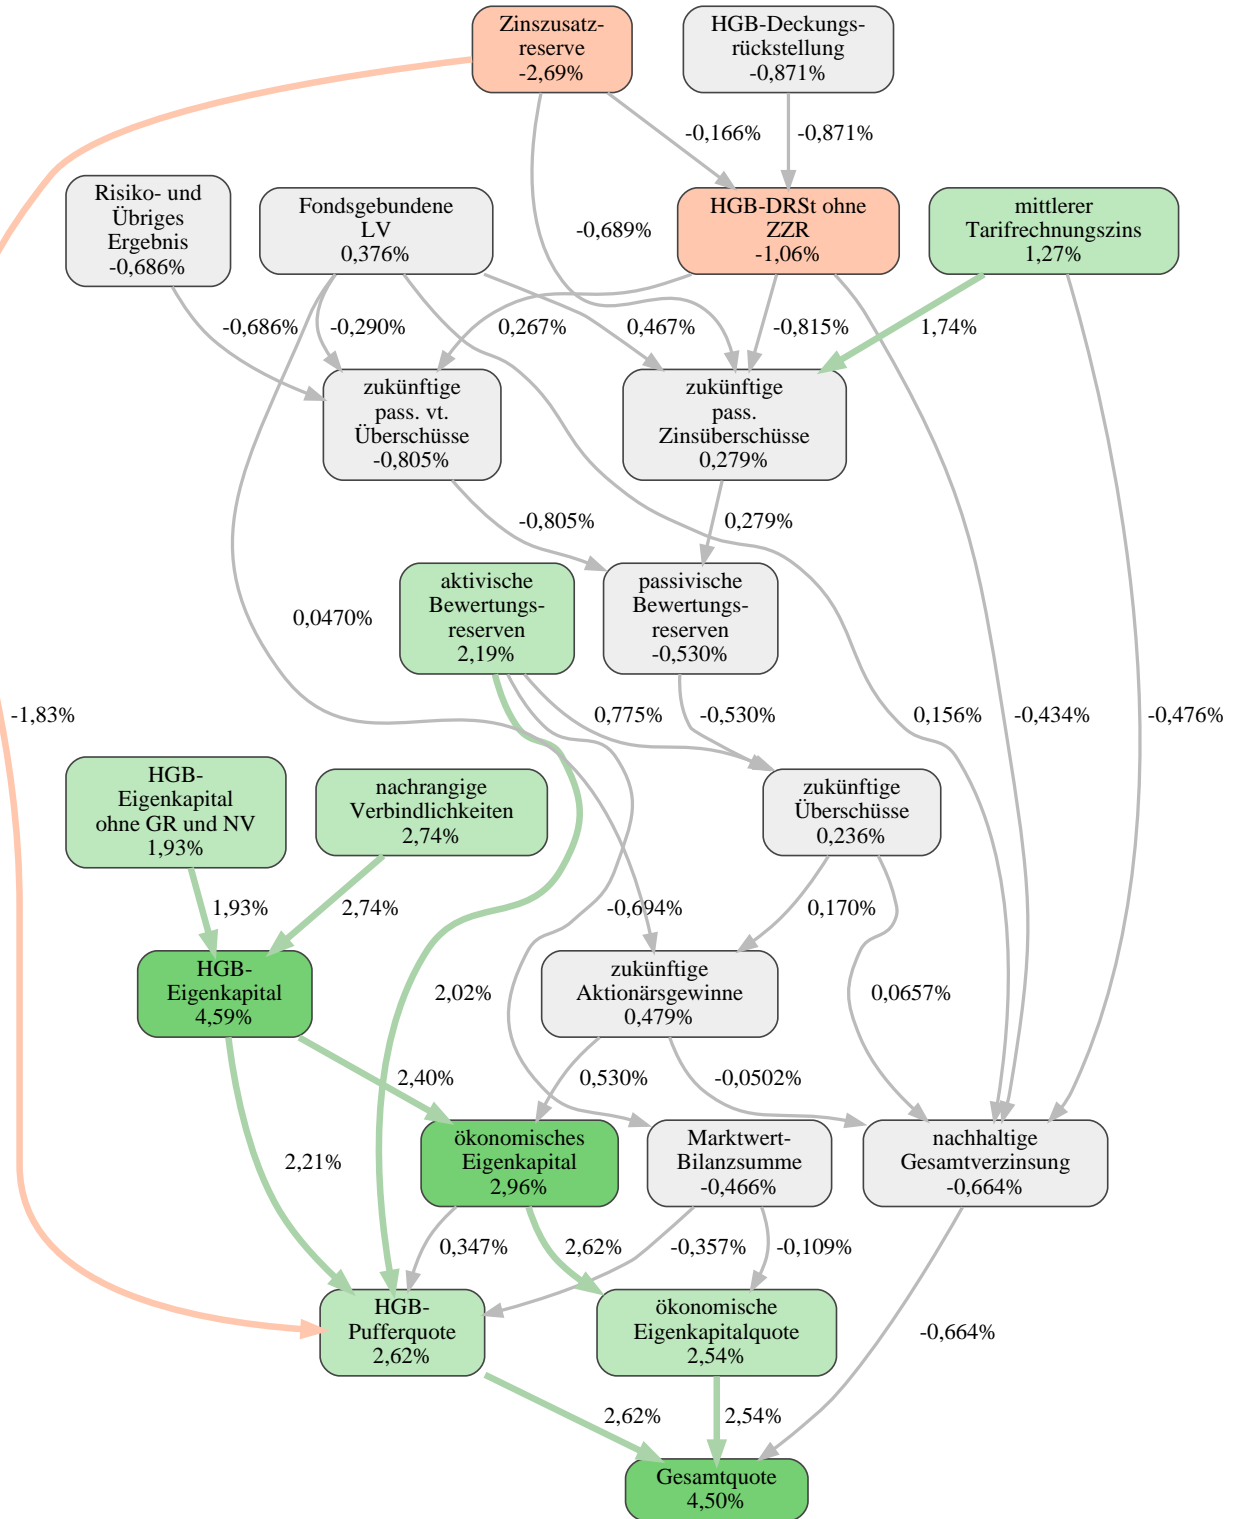 Zinszusatz-
reserve
-2,69%
HGB-Deckungs-
rückstellung
-0,871%
-0,166%
-0,871%
Risiko- und
Übriges
Ergebnis
-0,686%
Fondsgebundene
LV
0,376%
-0,689%
HGB-DRSt ohne
ZZR
-1,06%
mittlerer
Tarifrechnungszins
1,27%
-0,686%
-0,290%
0,267%
0,467%
-0,815%
1,74%
zukünftige
pass. vt.
Überschüsse
-0,805%
zukünftige
pass.
Zinsüberschüsse
0,279%
-0,805%
0,279%
aktivische
Bewertungs-
reserven
2,19%
passivische
Bewertungs-
reserven
-0,530%
0,0470%
-1,83%
0,775%
-0,530%
0,156%
-0,434%
-0,476%
HGB-
Eigenkapital
ohne GR und NV
1,93%
nachrangige
Verbindlichkeiten
2,74%
zukünftige
Überschüsse
0,236%
1,93%
2,74%
-0,694%
0,170%
HGB-
Eigenkapital
4,59%
2,02%
zukünftige
Aktionärsgewinne
0,479%
0,0657%
2,40%
0,530%
-0,0502%
2,21%
ökonomisches
Eigenkapital
2,96%
Marktwert-
Bilanzsumme
-0,466%
nachhaltige
Gesamtverzinsung
-0,664%
0,347%
2,62%
-0,357%
-0,109%
HGB-
Pufferquote
2,62%
ökonomische
Eigenkapitalquote
2,54%
-0,664%
2,62%
2,54%
Gesamtquote
4,50%